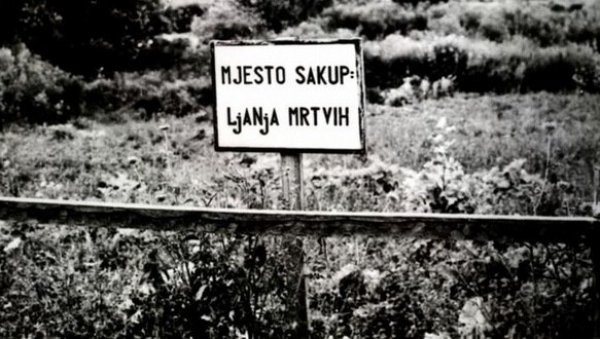 MJESTO SAKUP=
LjANjA MRTVIH